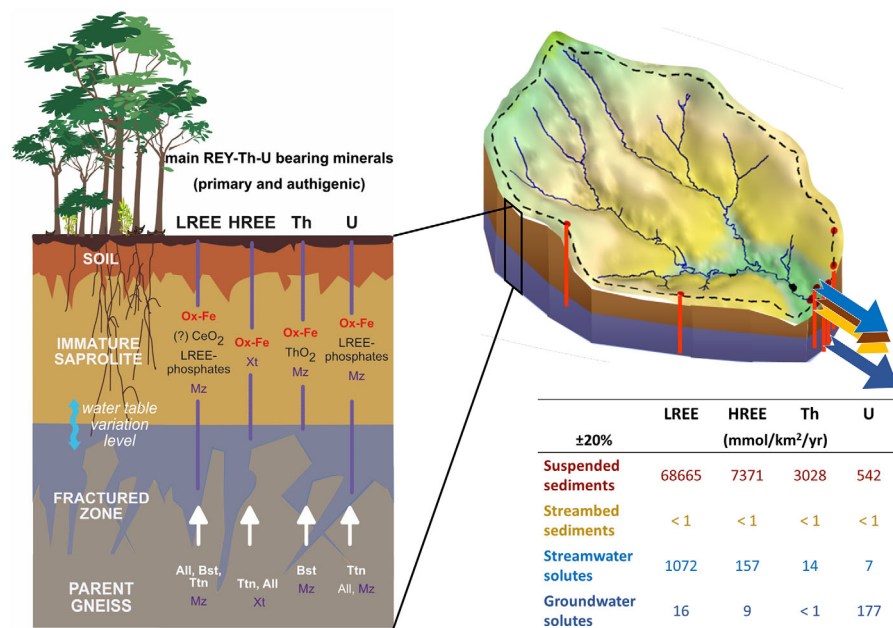 main REY-Th-U bearing minerals
(primary and authigenic)
LREE HREE Th U
SOIL
IMMATURE
SAPROLITE
Ox-Fe
(?) CeO2
LREE-
phosphates
Mz
Ox-Fe
Xt
Ox-Fe
ThO2
Mz
Ox-Fe
LREE-
phosphates
Mz
water table
variation
level
FRACTURED
ZONE
All, Bst,
Ttn
Mz
Ttn, All
Xt
Bst
Mz
Ttn
All, Mz
PARENT
GNEISS
LREE HREE Th U
±20% (mmol/km²/yr)
Suspended
sediments 68665 7371 3028 542
Streambed
sediments < 1 < 1 < 1 < 1
Streamwater
solutes 1072 157 14 7
Groundwater
solutes 16 9 < 1 177